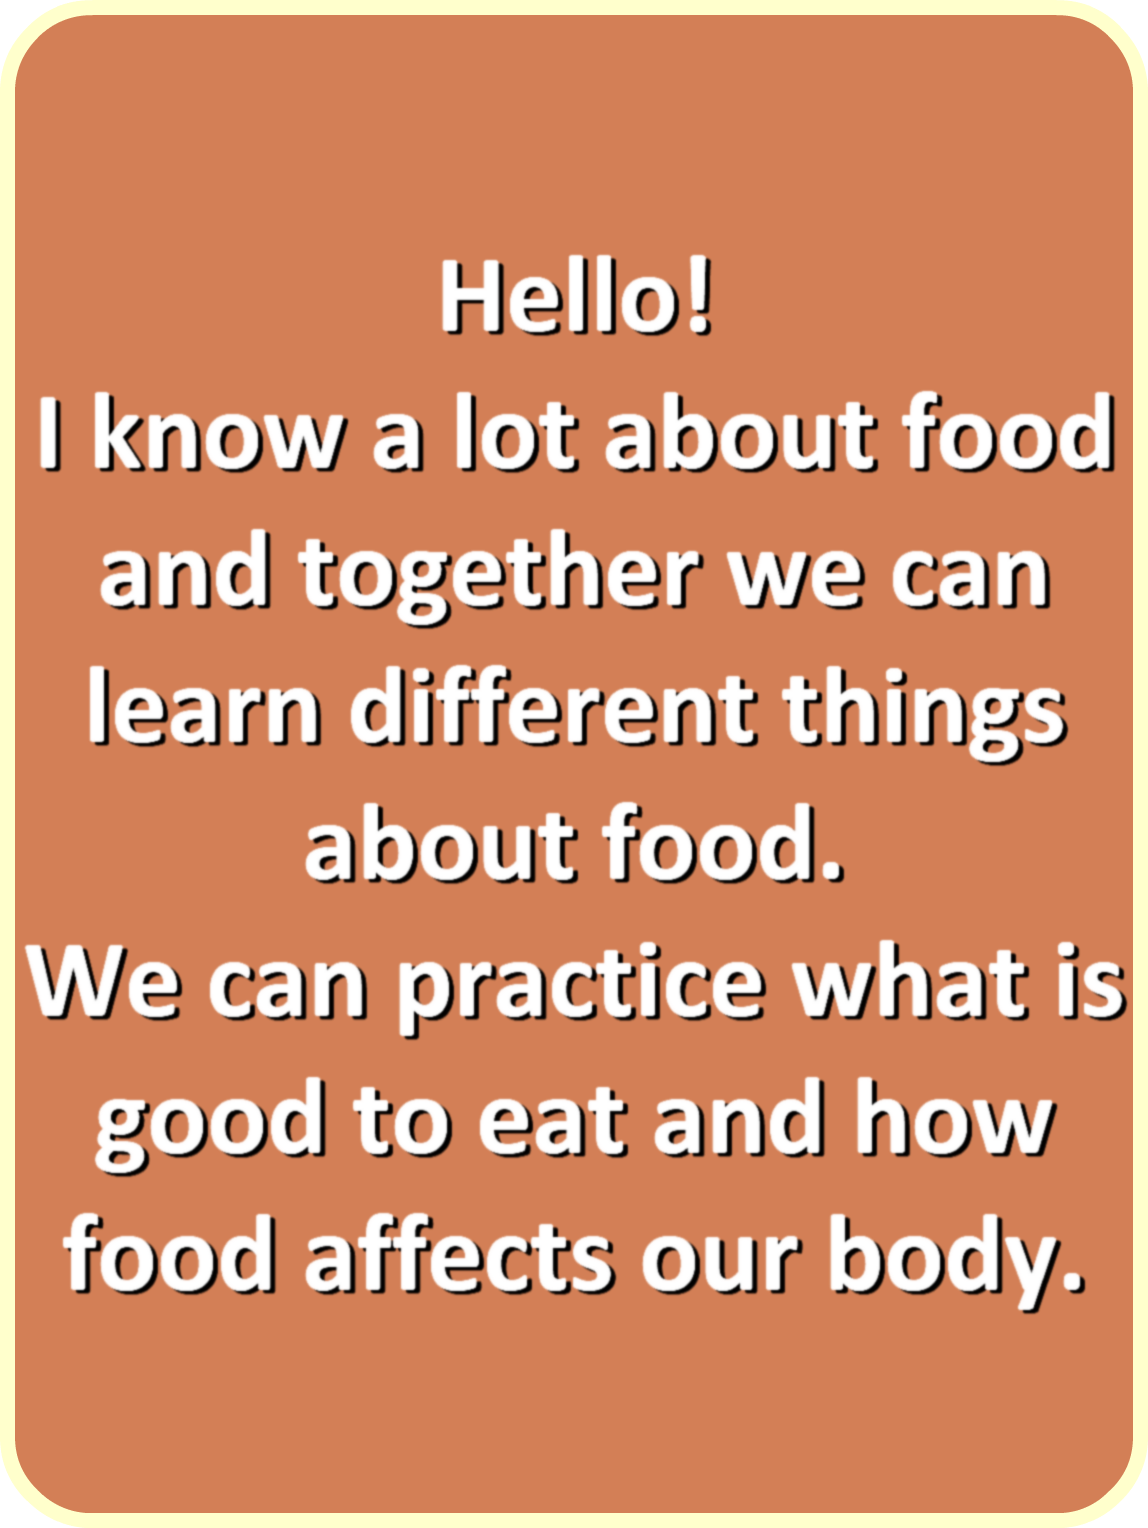 Hello!
I know a lot about food
and together we can
learn different things
about food.
We can practice what is
good to eat and how
food affects our body.